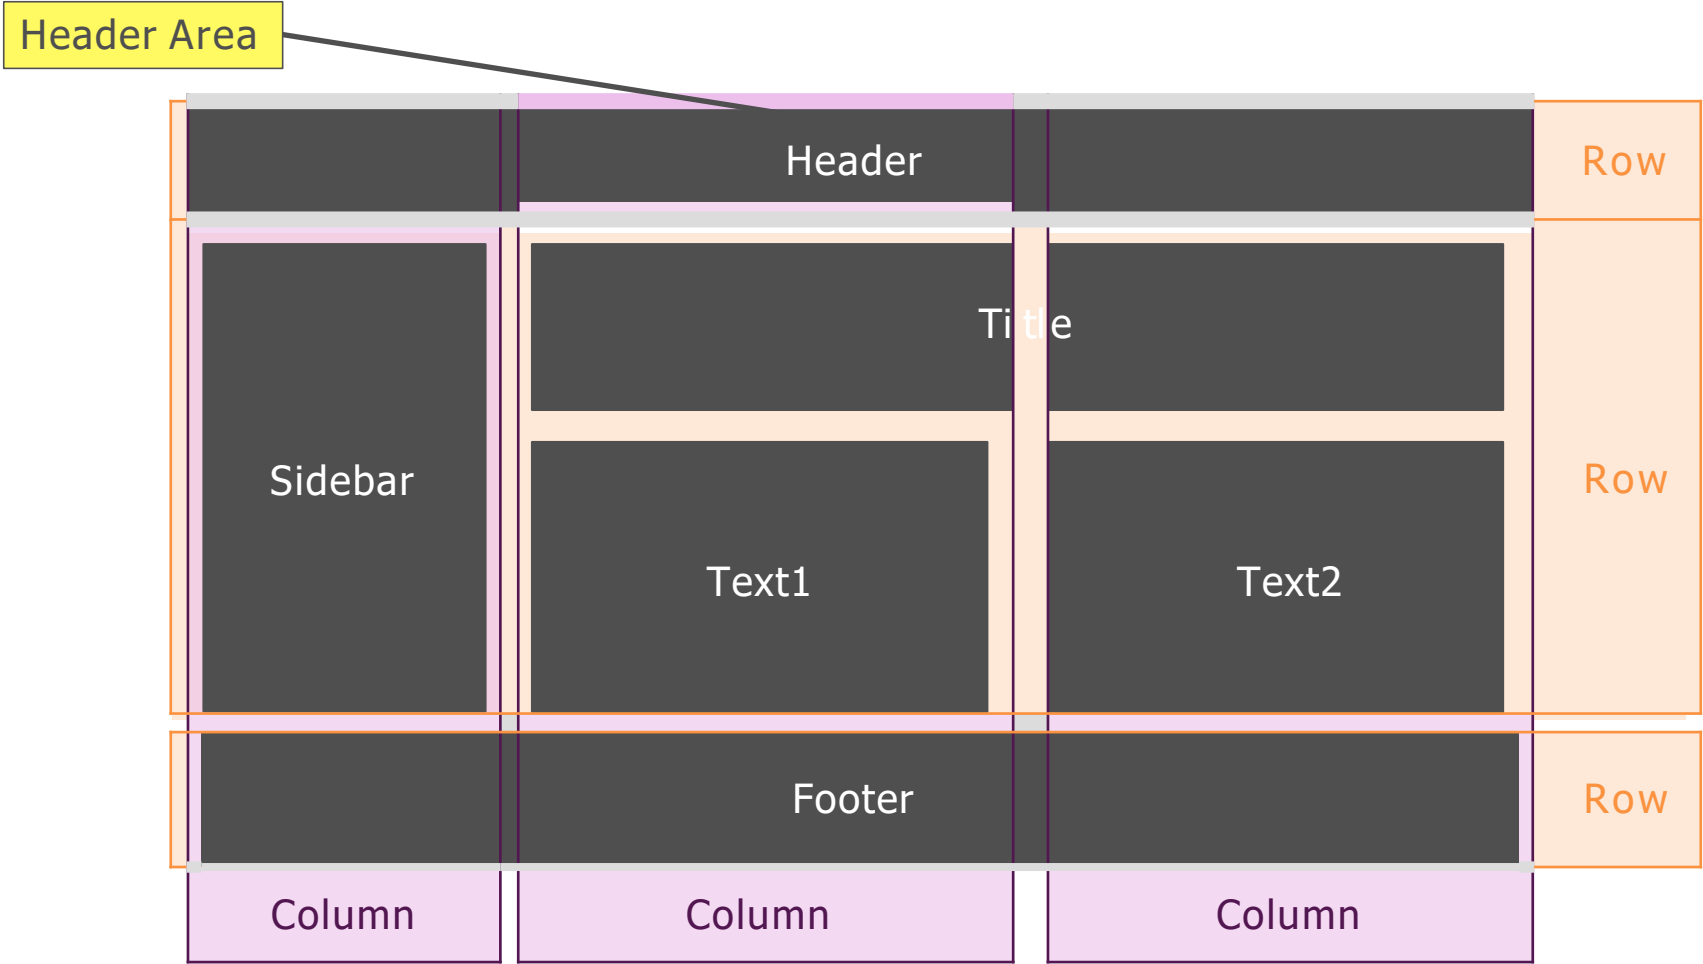 Header Area
Header
Row
Title
Sidebar
Row
Text1
Text2
Footer
Row
Column
Column
Column